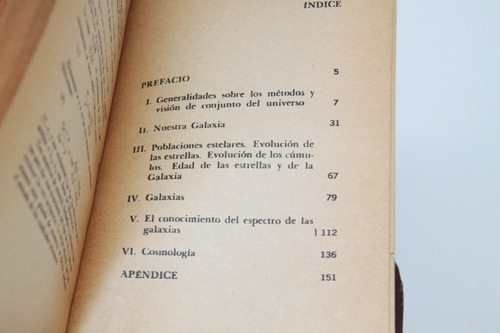 INDICE
PREFACIO 5
I. Generalidades sobre los métodos y
visión de conjunto del universo 7
II. Nuestra Galaxia 31
III. Poblaciones estelares. Evolución de
las estrellas. Evolución de los cúmu-
los. Edad de las estrellas y de la
Galaxia 67
IV. Galaxias 79
V. El conocimiento del espectro de las
galaxias 112
VI. Cosmología 136
APÉNDICE 151